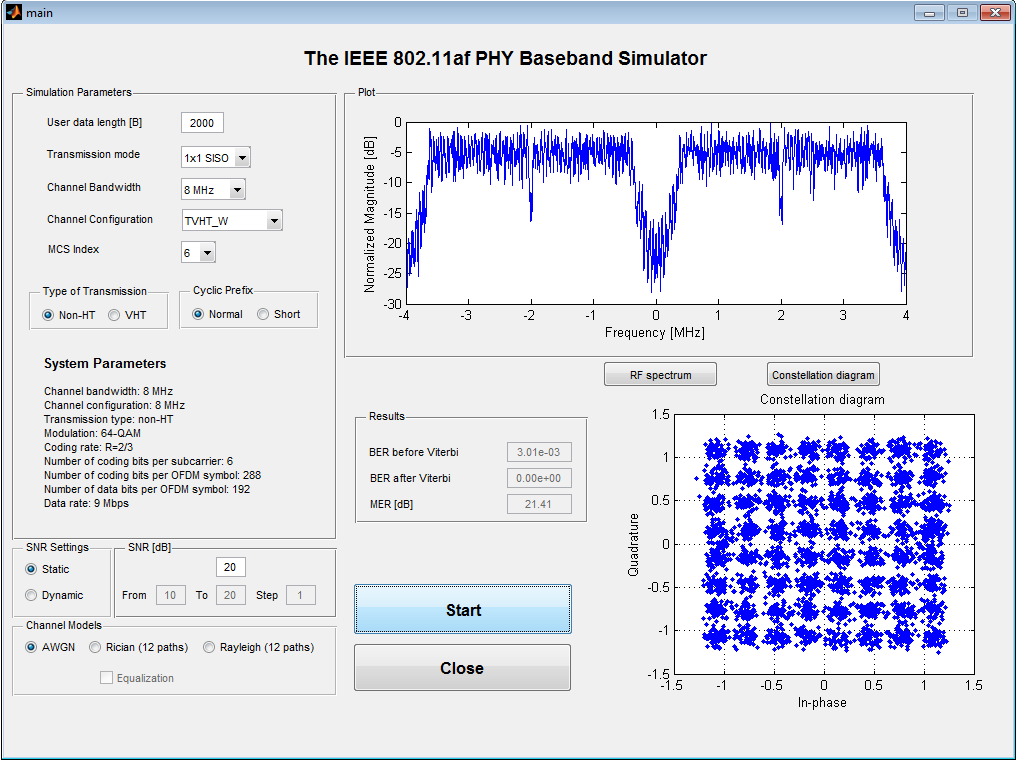 main
The IEEE 802.11af PHY Baseband Simulator
Simulation Parameters
User data length [B]
2000
Transmission mode
1x1 SISO
Channel Bandwidth
8 MHz
Channel Configuration
TVHT_W
MCS Index
6
Type of Transmission
Non-HT
VHT
Cyclic Prefix
Normal
Short
System Parameters
Channel bandwidth: 8 MHz
Channel configuration: 8 MHz
Transmission type: non-HT
Modulation: 64-QAM
Coding rate: R=2/3
Number of coding bits per subcarrier: 6
Number of coding bits per OFDM symbol: 288
Number of data bits per OFDM symbol: 192
Data rate: 9 Mbps
SNR Settings
Static
Dynamic
SNR [dB]
20
From 10 To 20 Step 1
Channel Models
AWGN
Rician (12 paths)
Rayleigh (12 paths)
Equalization
Plot
Normalized Magnitude [dB]
0
-5
-10
-15
-20
-25
-30
-4 -3 -2 -1 0 1 2 3 4
Frequency [MHz]
RF spectrum
Constellation diagram
Results
BER before Viterbi
3.01e-03
BER after Viterbi
0.00e+00
MER [dB]
21.41
Start
Close
Constellation diagram
Quadrature
1.5
1
0.5
0
-0.5
-1
-1.5
-1.5 -1 -0.5 0 0.5 1 1.5
In-phase